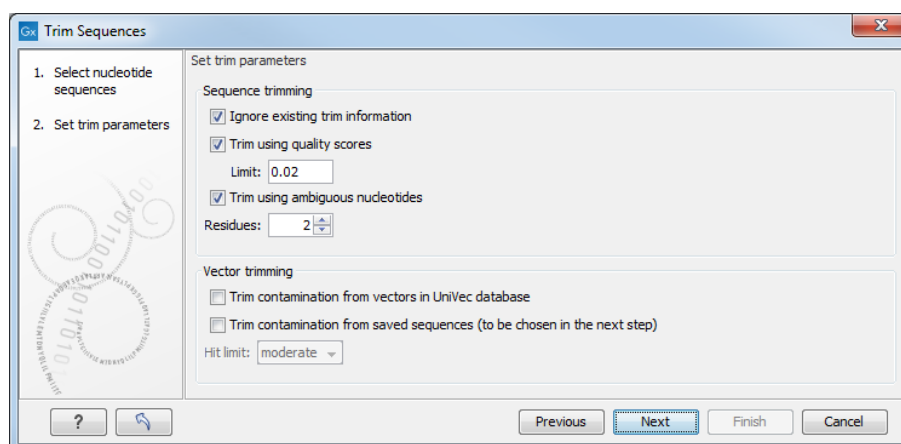 Gx Trim Sequences
1. Select nucleotide
sequences
2. Set trim parameters
Set trim parameters
Sequence trimming
Ignore existing trim information
Trim using quality scores
Limit: 0.02
Trim using ambiguous nucleotides
Residues: 2
Vector trimming
Trim contamination from vectors in UniVec database
Trim contamination from saved sequences (to be chosen in the next step)
Hit limit: moderate
? Previous Next Finish Cancel